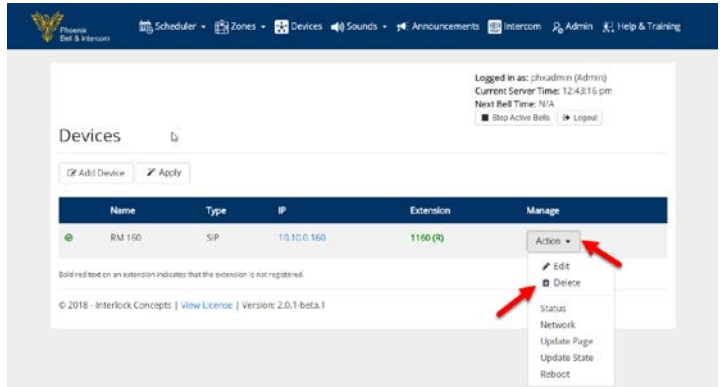 Phoenix
Bell & Intercom
Scheduler Zones Devices Sounds Announcements Intercom Admin Help & Training
Logged in as: phxadmin (Admin)
Current Server Time: 12:43:16 pm
Next Bell Time: N/A
Stop Active Bells Logout
Devices
Add Device Apply
Name Type IP Extension Manage
RM 160 SIP 10.10.0.160 1160 (R) Action
Edit
Delete
Status
Network
Update Page
Update State
Reboot
Bold red text on an extension indicates that the extension is not registered.
© 2018 - Interlock Concepts | View License | Version: 2.0.1-beta.1